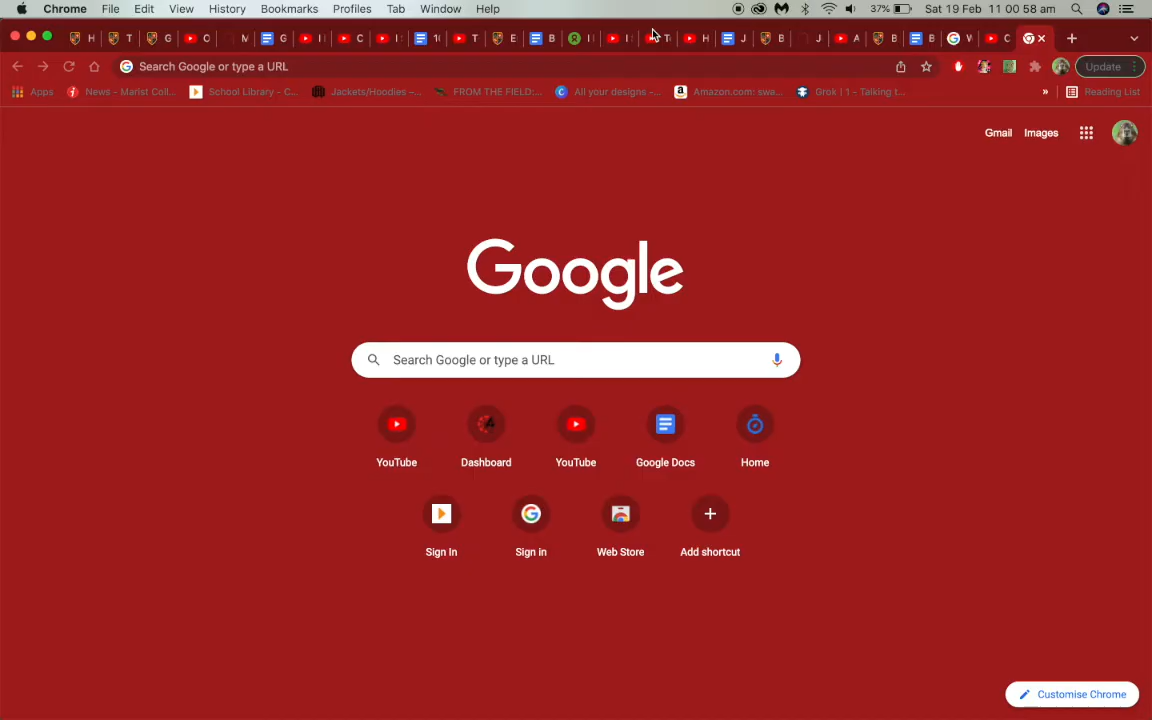 Chrome File Edit View History Bookmarks Profiles Tab Window Help 37% Sat 19 Feb 11 00 58 am
H T G C M G I C I 10 T E B I I T H J B J A B B W C
Search Google or type a URL Update
Apps News - Marist Coll... School Library - C... Jackets/Hoodies –... FROM THE FIELD:... All your designs -... Amazon.com: swa... Grok | 1 - Talking t... » Reading List
Gmail Images
Google
Search Google or type a URL
YouTube Dashboard YouTube Google Docs Home
Sign In Sign in Web Store Add shortcut
Customise Chrome